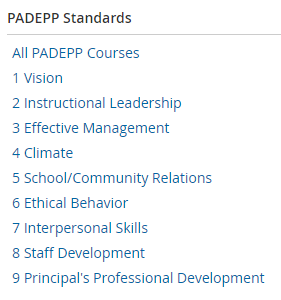 PADEPP Standards
All PADEPP Courses
1 Vision
2 Instructional Leadership
3 Effective Management
4 Climate
5 School/Community Relations
6 Ethical Behavior
7 Interpersonal Skills
8 Staff Development
9 Principal's Professional Development